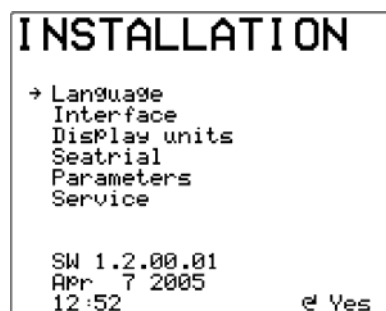 INSTALLATION
→ Language
Interface
Display units
Seatrial
Parameters
Service
SW 1.2.00.01
Apr 7 2005
12:52 Yes